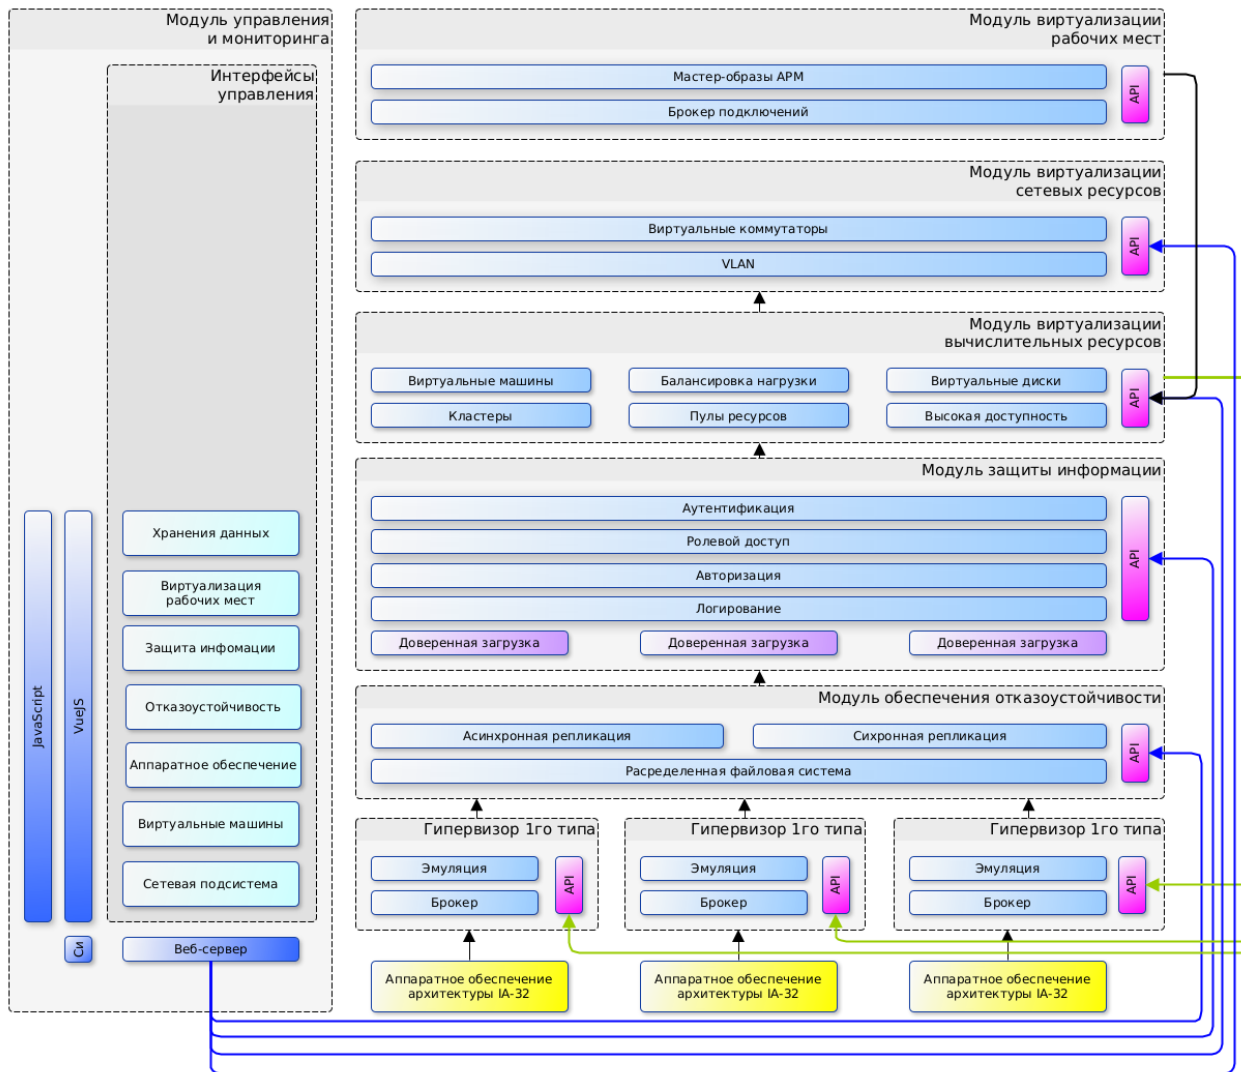 Модуль управления
и мониторинга
Интерфейсы
управления
JavaScript
VueJS
Хранения данных
Виртуализация
рабочих мест
Защита инфомации
Отказоустойчивость
Аппаратное обеспечение
Виртуальные машины
Сетевая подсистема
Си
Веб-сервер
Модуль виртуализации
рабочих мест
Мастер-образы АРМ
Брокер подключений
API
Модуль виртуализации
сетевых ресурсов
Виртуальные коммутаторы
VLAN
API
Модуль виртуализации
вычислительных ресурсов
Виртуальные машины
Балансировка нагрузки
Виртуальные диски
Кластеры
Пулы ресурсов
Высокая доступность
API
Модуль защиты информации
Аутентификация
Ролевой доступ
Авторизация
Логирование
Доверенная загрузка
Доверенная загрузка
Доверенная загрузка
API
Модуль обеспечения отказоустойчивости
Асинхронная репликация
Сихронная репликация
Расределенная файловая система
API
Гипервизор 1го типа
Эмуляция
Брокер
API
Гипервизор 1го типа
Эмуляция
Брокер
API
Гипервизор 1го типа
Эмуляция
Брокер
API
Аппаратное обеспечение
архитектуры IA-32
Аппаратное обеспечение
архитектуры IA-32
Аппаратное обеспечение
архитектуры IA-32